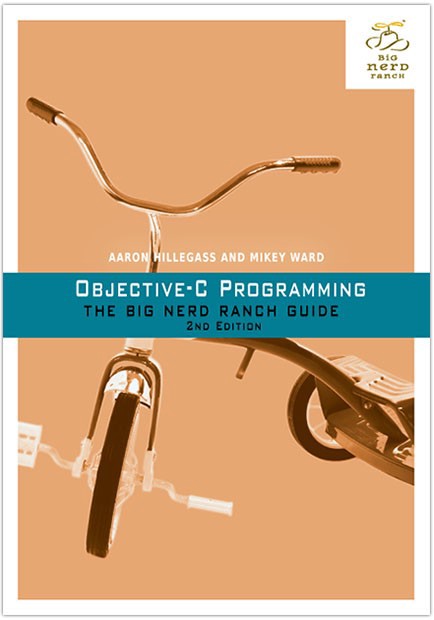 BIG
nerd
RANCH
AARON HILLEGASS AND MIKEY WARD
OBJECTIVE-C PROGRAMMING
THE BIG NERD RANCH GUIDE
2ND EDITION